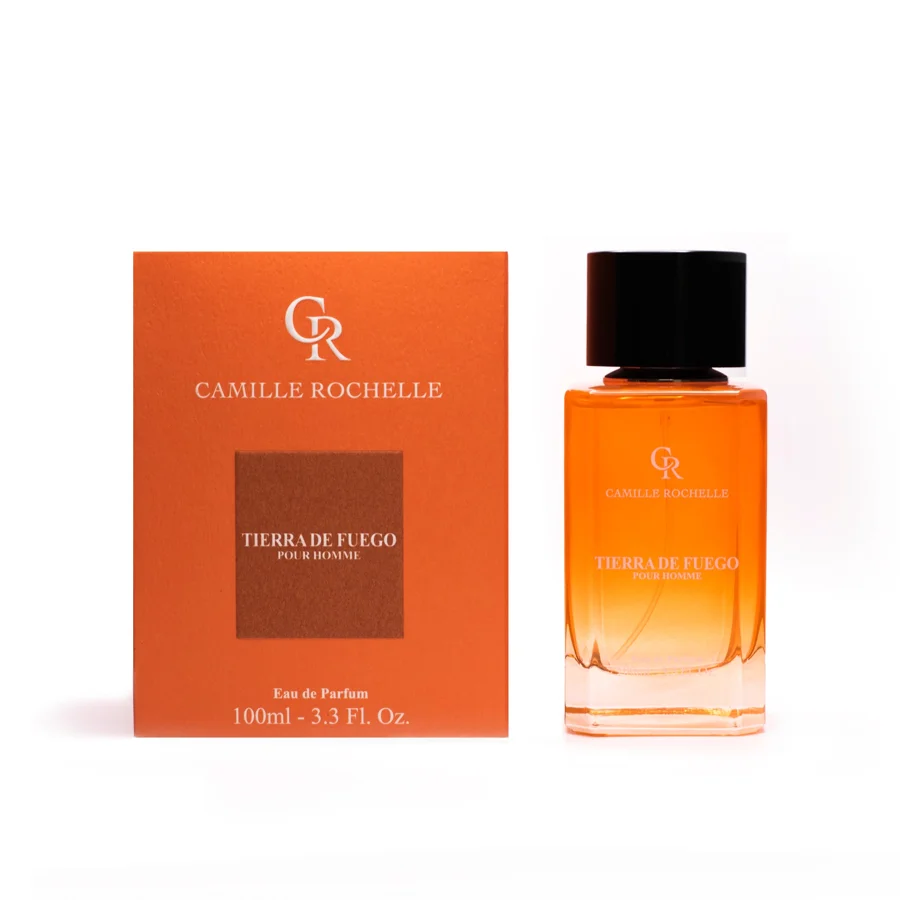 CR
CAMILLE ROCHELLE
TIERRA DE FUEGO
POUR HOMME
Eau de Parfum
100ml - 3.3 Fl. Oz.
CR
CAMILLE ROCHELLE
TIERRA DE FUEGO
POUR HOMME